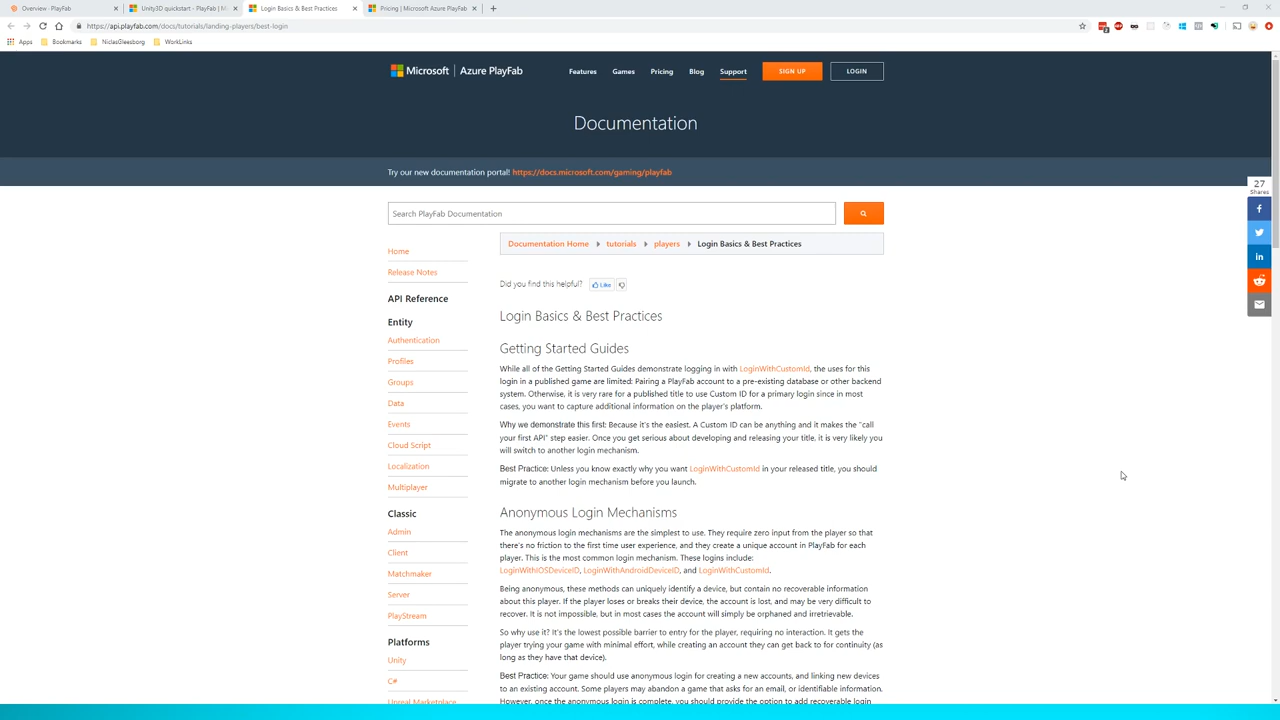 Overview - PlayFab
Unity3D quickstart - PlayFab | M
Login Basics & Best Practices
Pricing | Microsoft Azure PlayFab
https://api.playfab.com/docs/tutorials/landing-players/best-login
Apps Bookmarks NiclasGleesborg WorkLinks
Microsoft | Azure PlayFab
Features Games Pricing Blog Support SIGN UP LOGIN
Documentation
Try our new documentation portal! https://docs.microsoft.com/gaming/playfab
Search PlayFab Documentation
27
Shares
Documentation Home tutorials players Login Basics & Best Practices
Home
Release Notes
API Reference
Entity
Authentication
Profiles
Groups
Data
Events
Cloud Script
Localization
Multiplayer
Classic
Admin
Client
Matchmaker
Server
PlayStream
Platforms
Unity
C#
Unreal Marketplace
Did you find this helpful? Like
Login Basics & Best Practices
Getting Started Guides
While all of the Getting Started Guides demonstrate logging in with LoginWithCustomId, the uses for this
login in a published game are limited: Pairing a PlayFab account to a pre-existing database or other backend
system. Otherwise, it is very rare for a published title to use Custom ID for a primary login since in most
cases, you want to capture additional information on the player's platform.
Why we demonstrate this first: Because it's the easiest. A Custom ID can be anything and it makes the "call
your first API" step easier. Once you get serious about developing and releasing your title, it is very likely you
will switch to another login mechanism.
Best Practice: Unless you know exactly why you want LoginWithCustomId in your released title, you should
migrate to another login mechanism before you launch.
Anonymous Login Mechanisms
The anonymous login mechanisms are the simplest to use. They require zero input from the player so that
there's no friction to the first time user experience, and they create a unique account in PlayFab for each
player. This is the most common login mechanism. These logins include:
LoginWithIOSDeviceID, LoginWithAndroidDeviceID, and LoginWithCustomId.
Being anonymous, these methods can uniquely identify a device, but contain no recoverable information
about this player. If the player loses or breaks their device, the account is lost, and may be very difficult to
recover. It is not impossible, but in most cases the account will simply be orphaned and irretrievable.
So why use it? It's the lowest possible barrier to entry for the player, requiring no interaction. It gets the
player trying your game with minimal effort, while creating an account they can get back to for continuity (as
long as they have that device).
Best Practice: Your game should use anonymous login for creating a new accounts, and linking new devices
to an existing account. Some players may abandon a game that asks for an email, or identifiable information.
However, once the anonymous login is complete, you should provide the option to add recoverable login